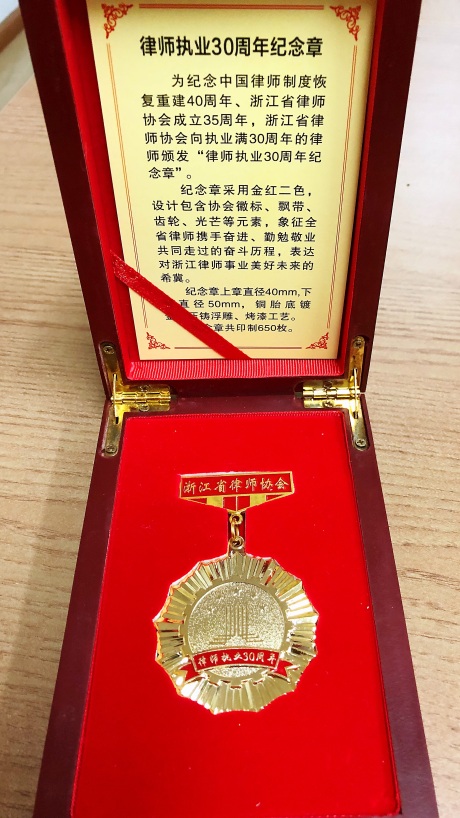 律师执业30周年纪念章
为纪念中国律师制度恢
复重建40周年、浙江省律师
协会成立35周年，浙江省律
师协会向执业满30周年的律
师颁发“律师执业30周年纪
念章”。
纪念章采用金红二色，
设计包含协会徽标、飘带、
齿轮、光芒等元素，象征全
省律师携手奋进、勤勉敬业
共同走过的奋斗历程，表达
对浙江律师事业美好未来的
希冀。
纪念章上章直径40mm,下
直径50mm，铜胎底镀
铸浮雕、烤漆工艺。
章共印制650枚。
浙江省律师协会
律师执业30周年